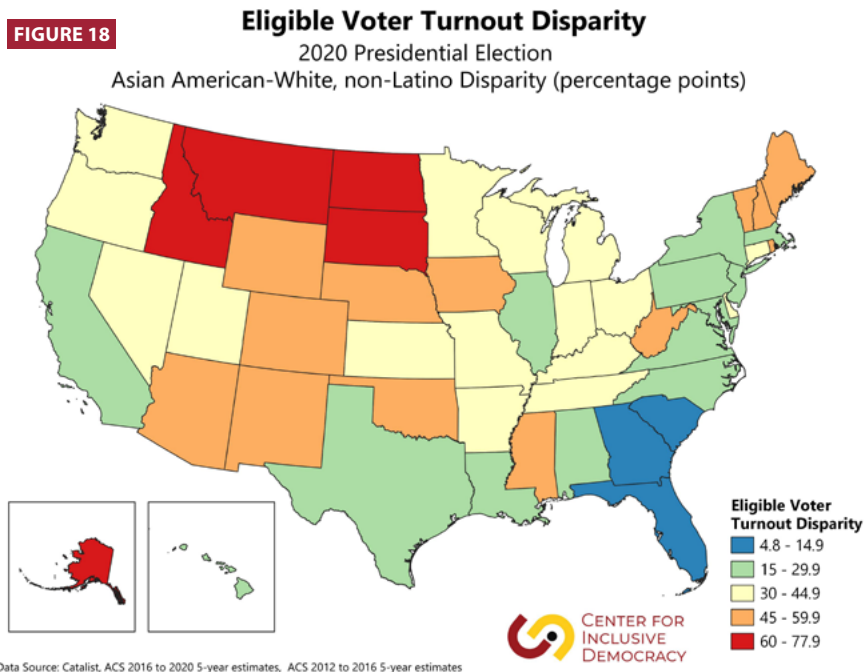 FIGURE 18
Eligible Voter Turnout Disparity
2020 Presidential Election
Asian American-White, non-Latino Disparity (percentage points)
Eligible Voter
Turnout Disparity
4.8 - 14.9
15 - 29.9
30 - 44.9
45 - 59.9
60 - 77.9
CENTER FOR
INCLUSIVE
DEMOCRACY
Data Source: Catalist, ACS 2016 to 2020 5-year estimates, ACS 2012 to 2016 5-year estimates